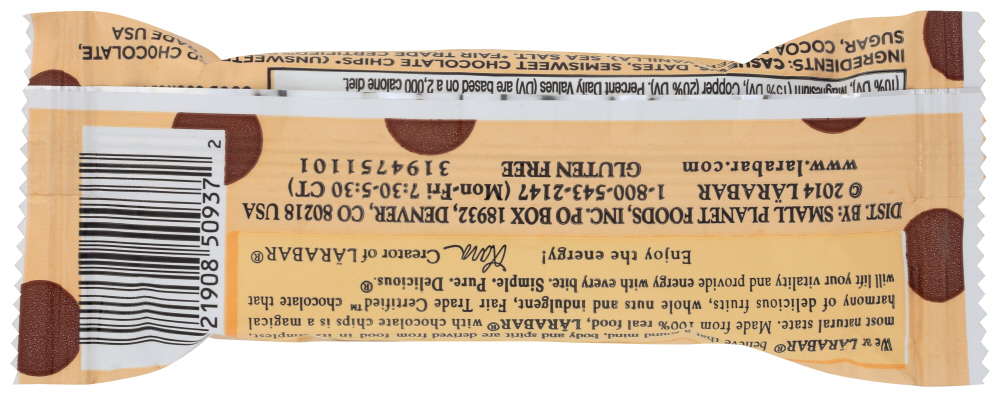 We at LÄRABAR® believe that a sound mind, body and spirit are derived from food in its simplest,
most natural state. Made from 100% real food, LÄRABAR® with chocolate chips is a magical
harmony of delicious fruits, whole nuts and indulgent, Fair Trade Certified™ chocolate that
will lift your vitality and provide energy with every bite. Simple. Pure. Delicious.®
Enjoy the energy! Lara Creator of LÄRABAR®
DIST. BY: SMALL PLANET FOODS, INC. PO BOX 18932, DENVER, CO 80218 USA
© 2014 LÄRABAR 1-800-543-2147 (Mon-Fri 7:30-5:30 CT)
www.larabar.com GLUTEN FREE 3194751101
21908 50937 2
(10% DV), Magnesium (15% DV), Copper (20% DV). Percent Daily Values (DV) are based on a 2,000 calorie diet.
INGREDIENTS: DATES, SEMISWEET CHOCOLATE CHIPS* (UNSWEET
CHOCOLATE,
SUGAR, COCOA VANILLA), SEA SALT. *FAIR TRADE CERTIFIED™
USA